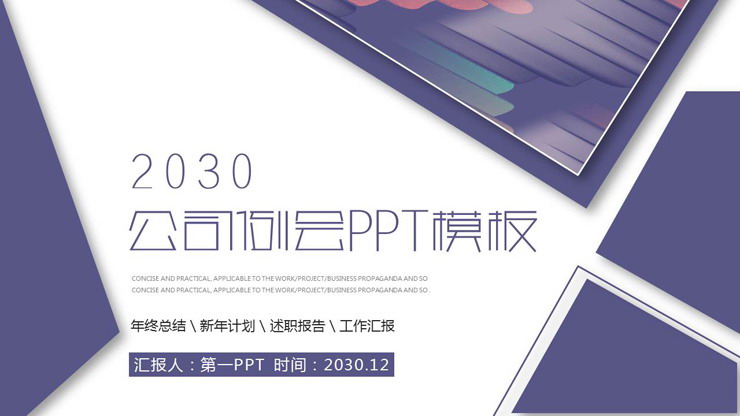 2030
公司例会PPT模板
CONCISE AND PRACTICAL, APPLICABLE TO THE WORK/PROJECT/BUSINESS PROPAGANDA AND SO
CONCISE AND PRACTICAL, APPLICABLE TO THE WORK/PROJECT/BUSINESS PROPAGANDA AND SO .
年终总结 \ 新年计划 \ 述职报告 \ 工作汇报
汇报人：第一PPT 时间：2030.12